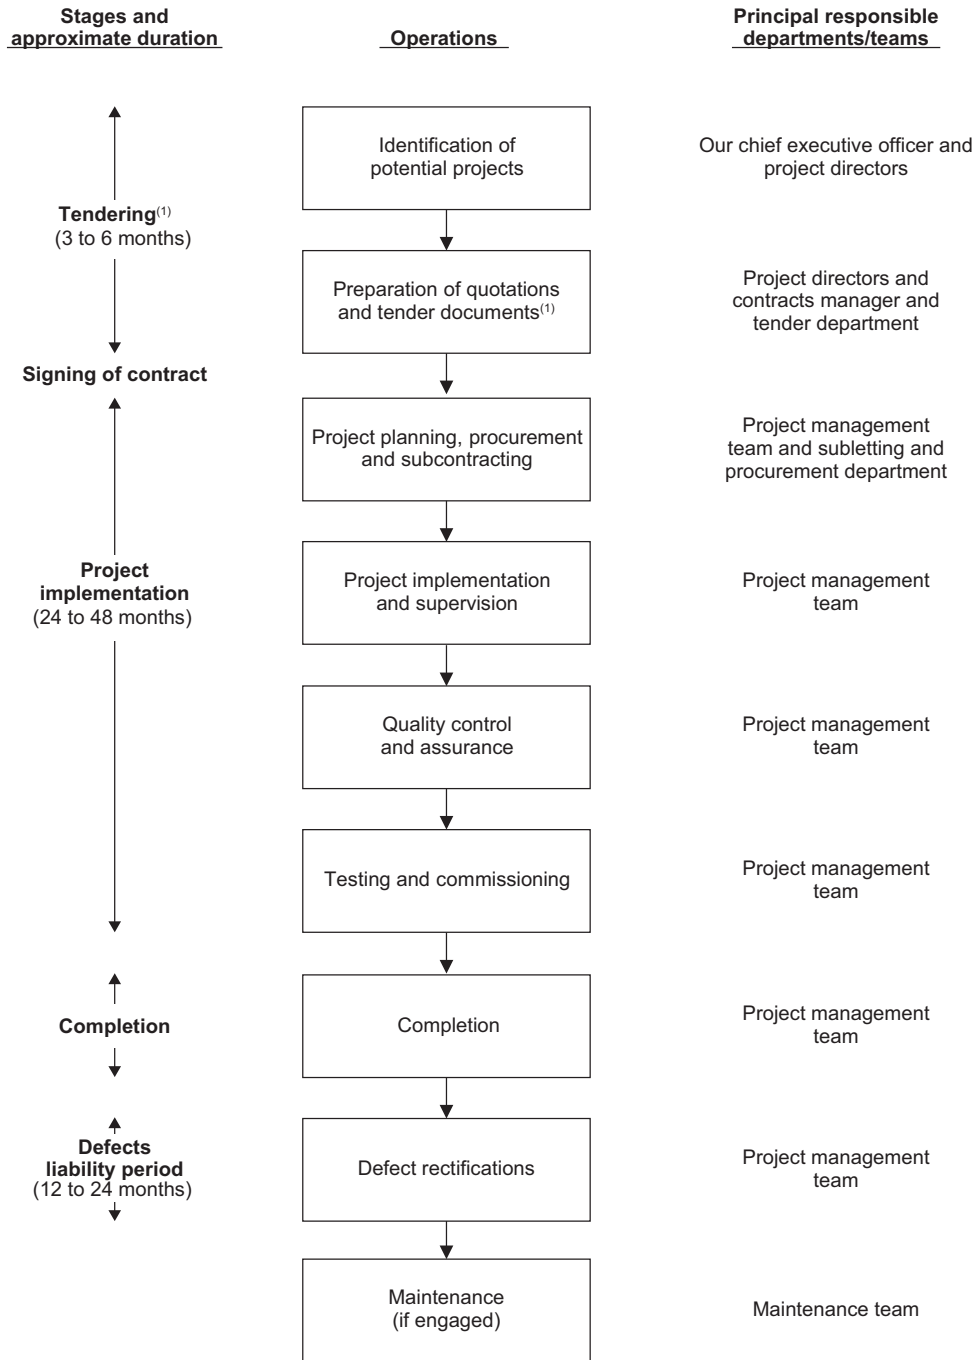 Stages and
approximate duration
Operations
Principal responsible
departments/teams
Identification of
potential projects
Our chief executive officer and
project directors
Tendering(1)
(3 to 6 months)
Preparation of quotations
and tender documents(1)
Project directors and
contracts manager and
tender department
Signing of contract
Project planning, procurement
and subcontracting
Project management
team and subletting and
procurement department
Project
implementation
(24 to 48 months)
Project implementation
and supervision
Project management
team
Quality control
and assurance
Project management
team
Testing and commissioning
Project management
team
Completion
Completion
Project management
team
Defects
liability period
(12 to 24 months)
Defect rectifications
Project management
team
Maintenance
(if engaged)
Maintenance team